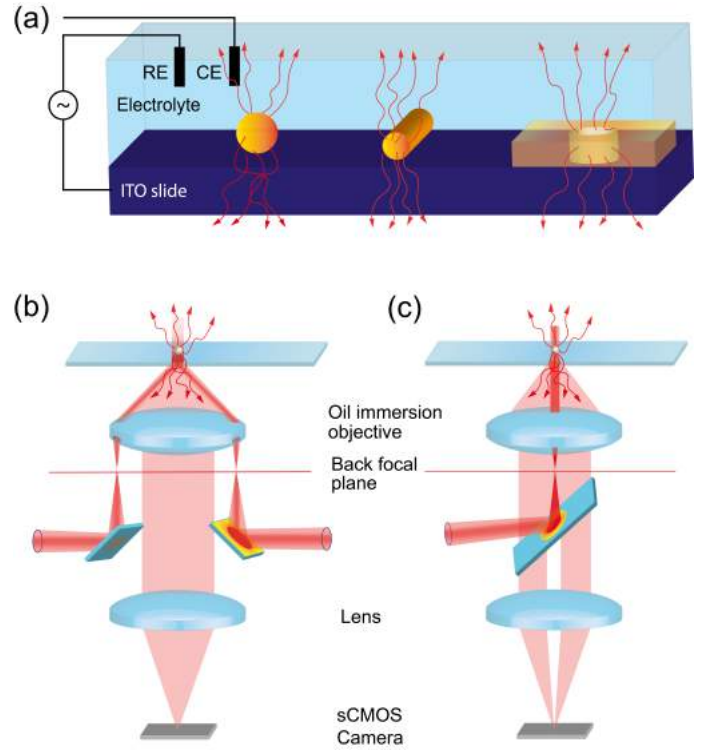 (a)
RE
CE
Electrolyte
~
ITO slide
(b)
(c)
Oil immersion
objective
Back focal
plane
Lens
sCMOS
Camera